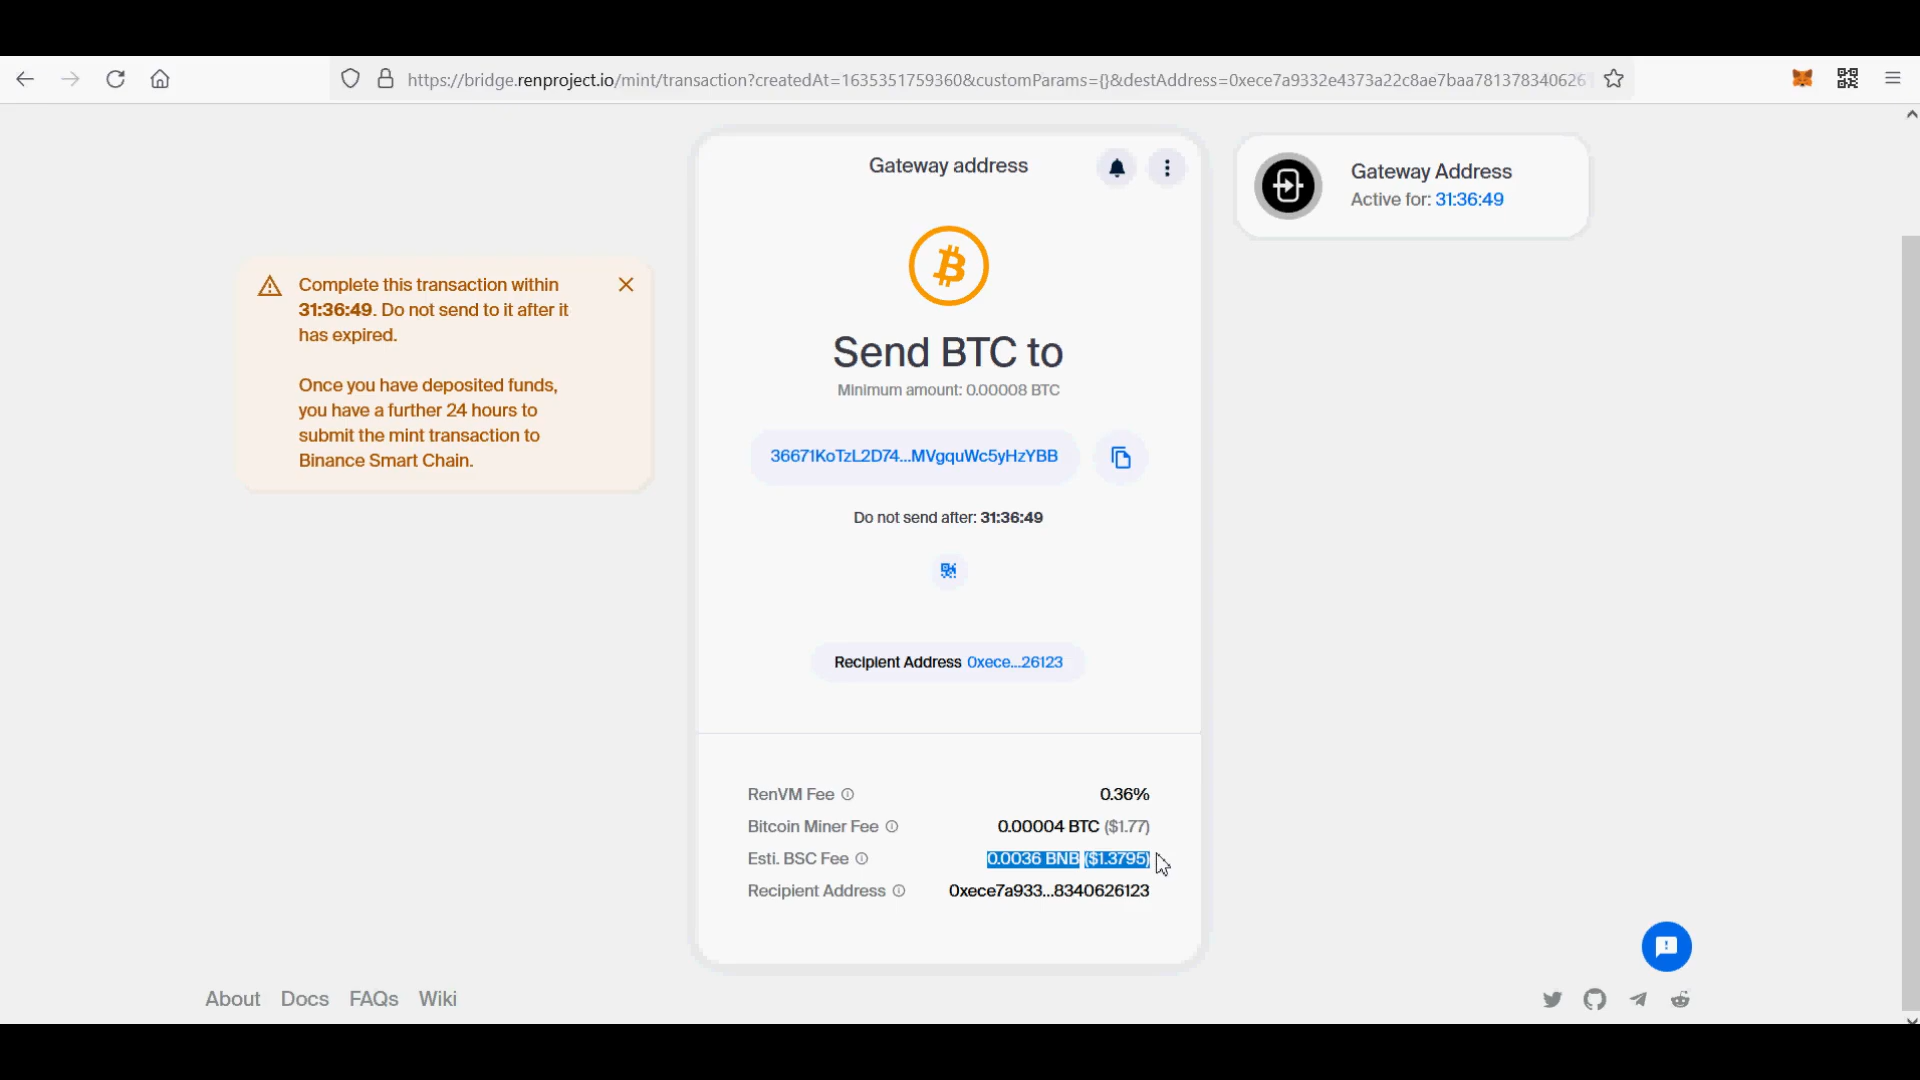 https://bridge.renproject.io/mint/transaction?createdAt=1635351759360&customParams={}&destAddress=0xece7a9332e4373a22c8ae7baa7813783406261
Gateway address
Gateway Address
Active for: 31:36:49
Complete this transaction within
31:36:49. Do not send to it after it
has expired.
Once you have deposited funds,
you have a further 24 hours to
submit the mint transaction to
Binance Smart Chain.
Send BTC to
Minimum amount: 0.00008 BTC
36671KoTzL2D74...MVgquWc5yHzYBB
Do not send after: 31:36:49
Recipient Address 0xece...26123
RenVM Fee 0.36%
Bitcoin Miner Fee 0.00004 BTC ($1.77)
Esti. BSC Fee 0.0036 BNB ($1.3795)
Recipient Address 0xece7a933...8340626123
About Docs FAQs Wiki